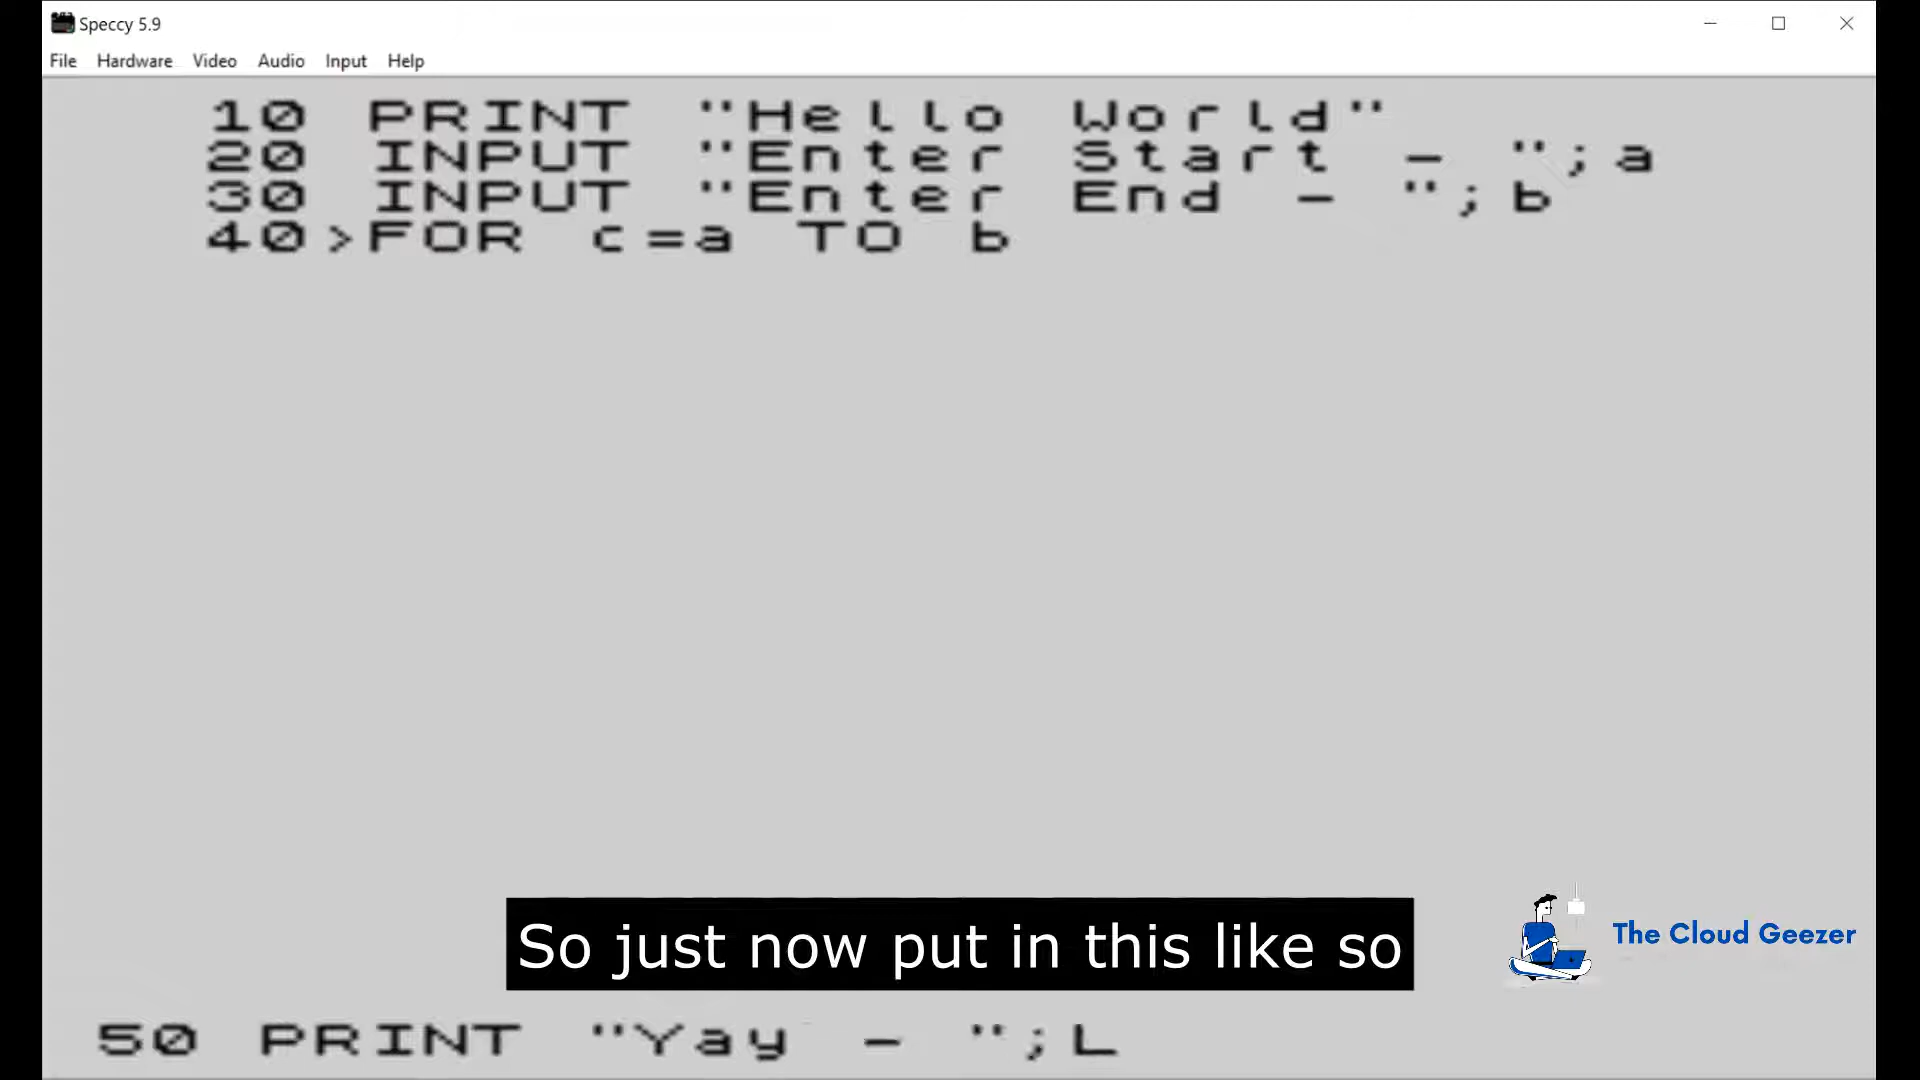 Speccy 5.9
File Hardware Video Audio Input Help
10 PRINT "Hello World"
20 INPUT "Enter Start - ";a
30 INPUT "Enter End - ";b
40>FOR c=a TO b
So just now put in this like so
The Cloud Geezer
50 PRINT "Yay - ";L